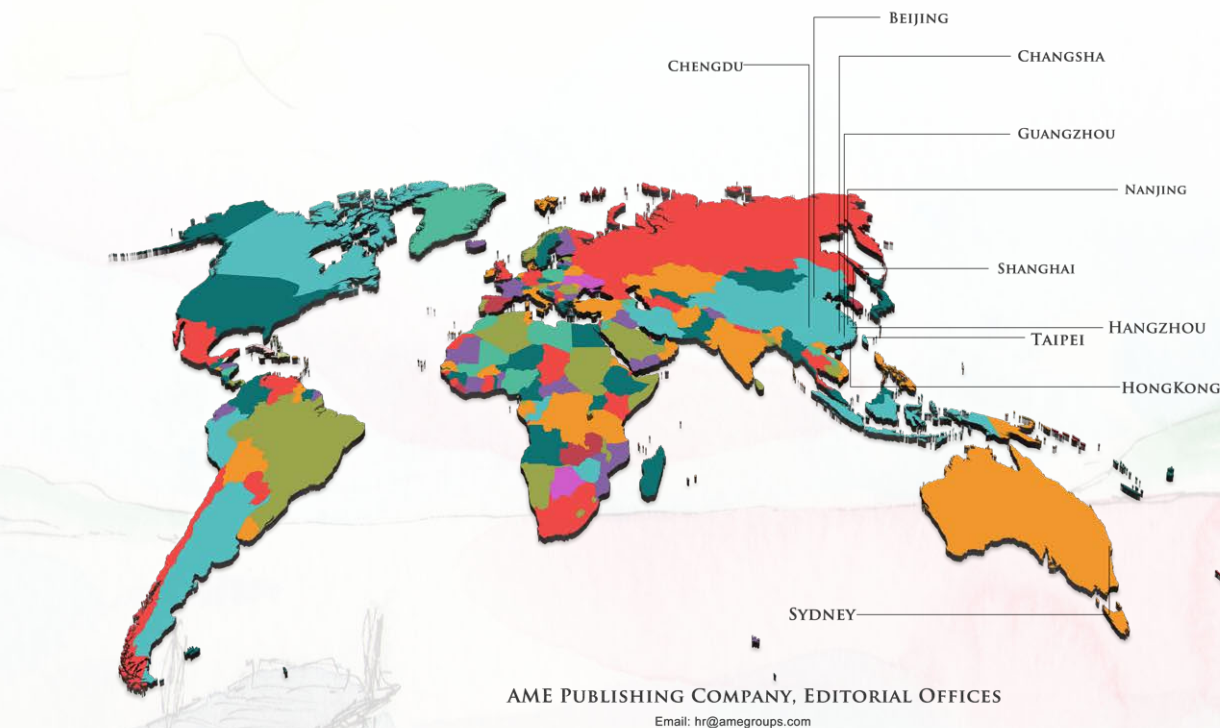 BEIJING
CHENGDU
CHANGSHA
GUANGZHOU
NANJING
SHANGHAI
HANGZHOU
TAIPEI
HONGKONG
SYDNEY
AME PUBLISHING COMPANY, EDITORIAL OFFICES
Email: hr@amegroups.com